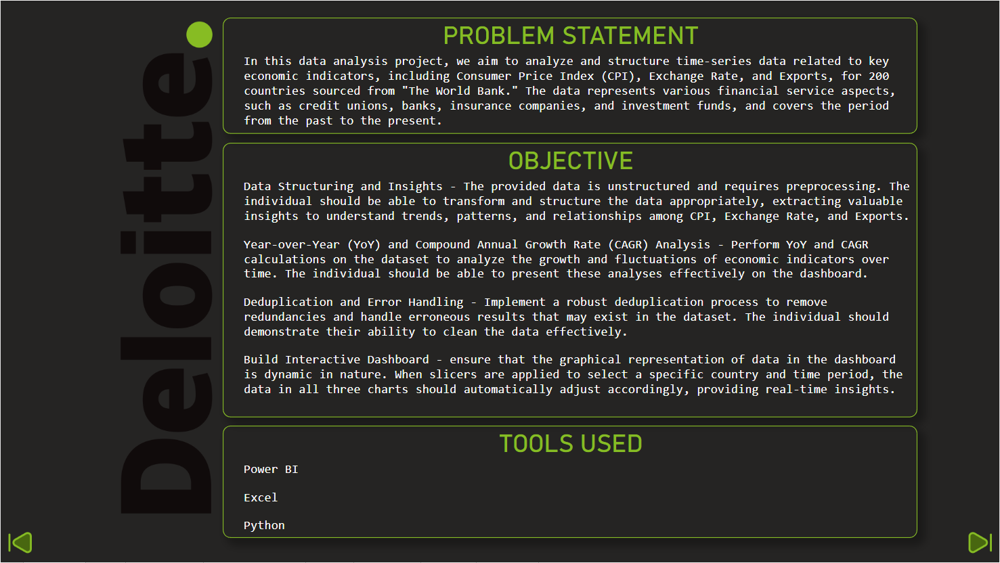 Deloitte.
PROBLEM STATEMENT
In this data analysis project, we aim to analyze and structure time-series data related to key
economic indicators, including Consumer Price Index (CPI), Exchange Rate, and Exports, for 200
countries sourced from "The World Bank." The data represents various financial service aspects,
such as credit unions, banks, insurance companies, and investment funds, and covers the period
from the past to the present.
OBJECTIVE
Data Structuring and Insights - The provided data is unstructured and requires preprocessing. The
individual should be able to transform and structure the data appropriately, extracting valuable
insights to understand trends, patterns, and relationships among CPI, Exchange Rate, and Exports.
Year-over-Year (YoY) and Compound Annual Growth Rate (CAGR) Analysis - Perform YoY and CAGR
calculations on the dataset to analyze the growth and fluctuations of economic indicators over
time. The individual should be able to present these analyses effectively on the dashboard.
Deduplication and Error Handling - Implement a robust deduplication process to remove
redundancies and handle erroneous results that may exist in the dataset. The individual should
demonstrate their ability to clean the data effectively.
Build Interactive Dashboard - ensure that the graphical representation of data in the dashboard
is dynamic in nature. When slicers are applied to select a specific country and time period, the
data in all three charts should automatically adjust accordingly, providing real-time insights.
TOOLS USED
Power BI
Excel
Python